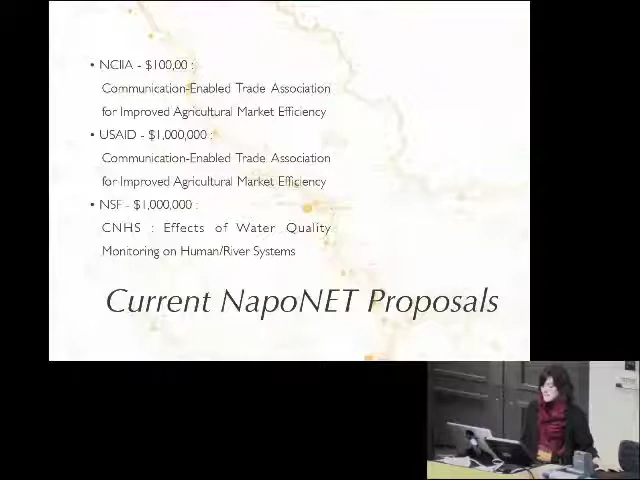 • NCIIA - $100,00 :
Communication-Enabled Trade Association
for Improved Agricultural Market Efficiency
• USAID - $1,000,000 :
Communication-Enabled Trade Association
for Improved Agricultural Market Efficiency
• NSF - $1,000,000 :
CNHS : Effects of Water Quality
Monitoring on Human/River Systems
Current NapoNET Proposals